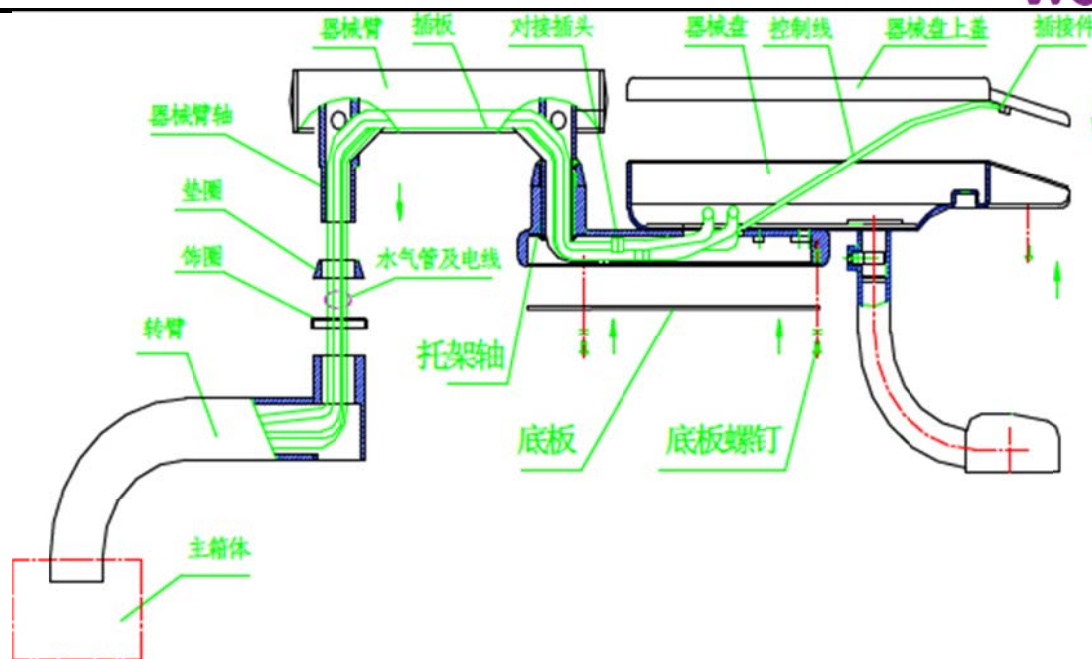 器械臂
插板
对接插头
器械盘
控制线
器械盘上盖
插接件
器械臂轴
垫圈
饰圈
水气管及电线
转臂
托架轴
底板
底板螺钉
主箱体